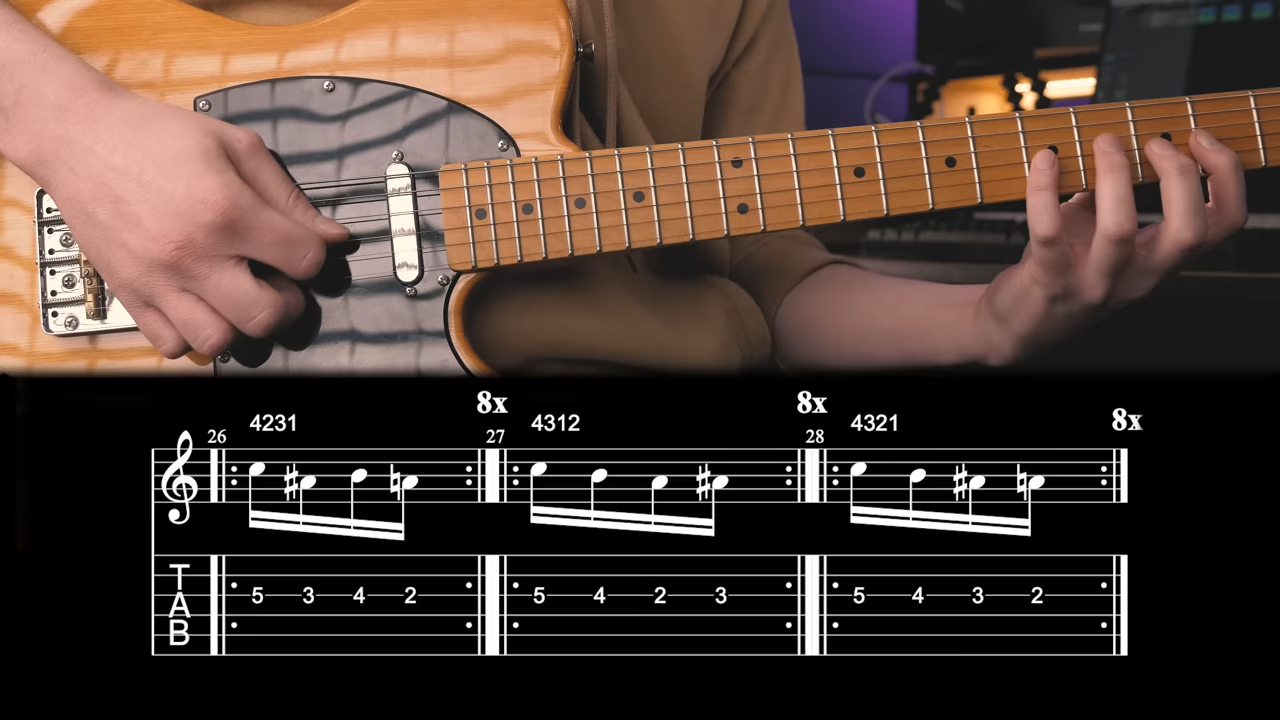 8x 8x 8x
26 4231 27 4312 28 4321
T
A
B
5 3 4 2 5 4 2 3 5 4 3 2